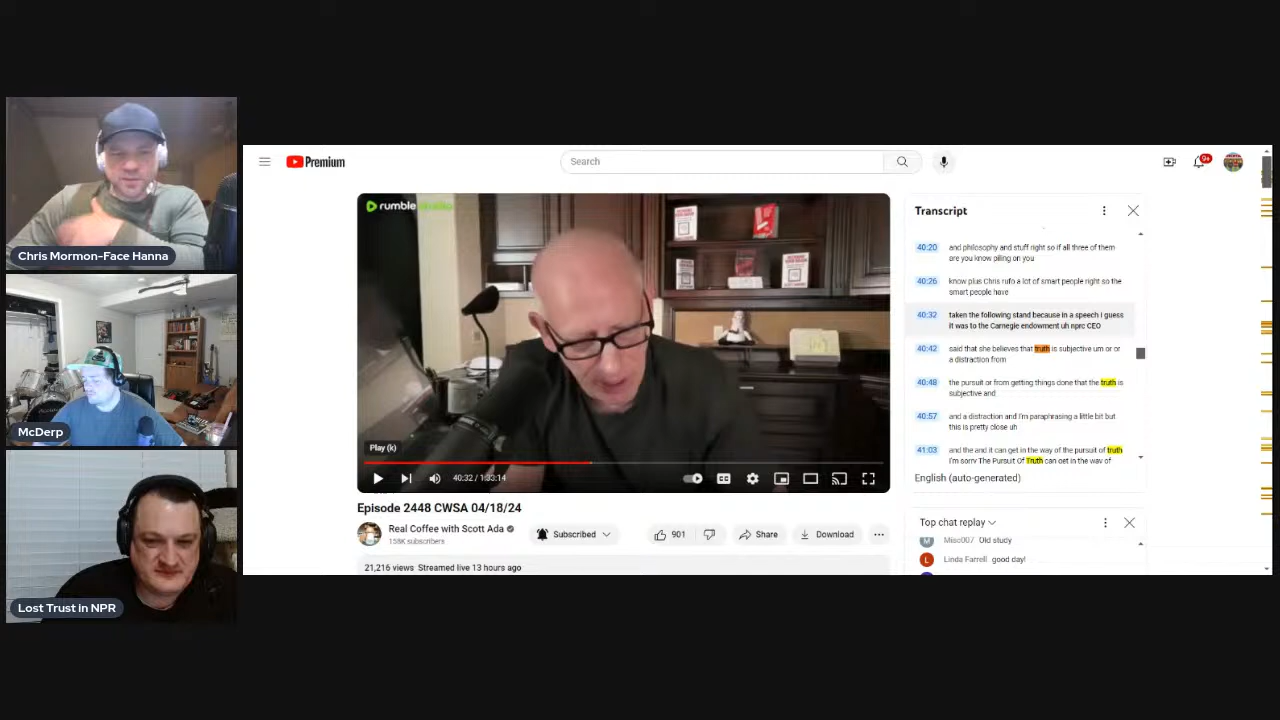 Chris Mormon-Face Hanna
McDerp
Lost Trust in NPR
Premium
Search
9+
rumble
Play (k)
40:32 / 1:33:14
Episode 2448 CWSA 04/18/24
Real Coffee with Scott Ada
158K subscribers
Subscribed
901
Share
Download
21,216 views Streamed live 13 hours ago
Transcript
40:20 and philosophy and stuff right so if all three of them
are you know piling on you
40:26 know plus Chris rufo a lot of smart people right so the
smart people have
40:32 taken the following stand because in a speech I guess
it was to the Carnegie endowment uh nprc CEO
40:42 said that she believes that truth is subjective um or or
a distraction from
40:48 the pursuit or from getting things done that the truth is
subjective and
40:57 and a distraction and I'm paraphrasing a little bit but
this is pretty close uh
41:03 and the and it can get in the way of the pursuit of truth
I'm sorry The Pursuit Of Truth can get in the way of
English (auto-generated)
Top chat replay
Misc007 Old study
Linda Farrell good day!